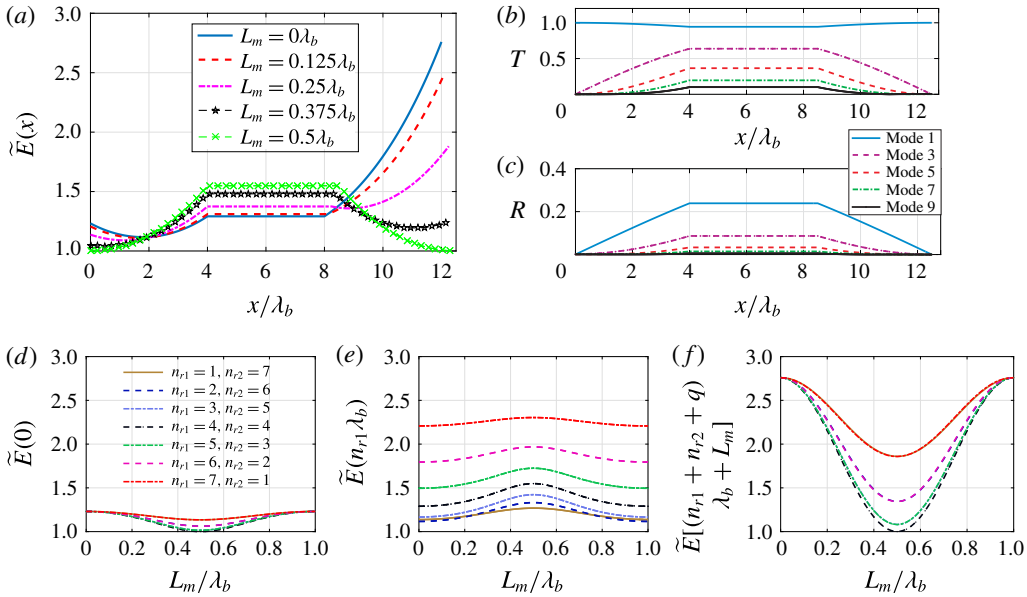 (a)
3.0
2.5
2.0
1.5
1.0
Ẽ(x)
L_m = 0λ_b
L_m = 0.125λ_b
L_m = 0.25λ_b
L_m = 0.375λ_b
L_m = 0.5λ_b
0 2 4 6 8 10 12
x/λ_b
(b)
1.0
0.5
T
0 2 4 6 8 10 12
x/λ_b
(c)
0.4
0.2
0
R
Mode 1
Mode 3
Mode 5
Mode 7
Mode 9
0 2 4 6 8 10 12
x/λ_b
(d)
3.0
2.5
2.0
1.5
1.0
Ẽ(0)
n_r1 = 1, n_r2 = 7
n_r1 = 2, n_r2 = 6
n_r1 = 3, n_r2 = 5
n_r1 = 4, n_r2 = 4
n_r1 = 5, n_r2 = 3
n_r1 = 6, n_r2 = 2
n_r1 = 7, n_r2 = 1
0 0.2 0.4 0.6 0.8 1.0
L_m/λ_b
(e)
3.0
2.5
2.0
1.5
1.0
Ẽ(n_r1 λ_b)
0 0.2 0.4 0.6 0.8 1.0
L_m/λ_b
(f)
3.0
2.5
2.0
1.5
1.0
Ẽ[(n_r1 + n_r2 + q)
λ_b + L_m]
0 0.2 0.4 0.6 0.8 1.0
L_m/λ_b